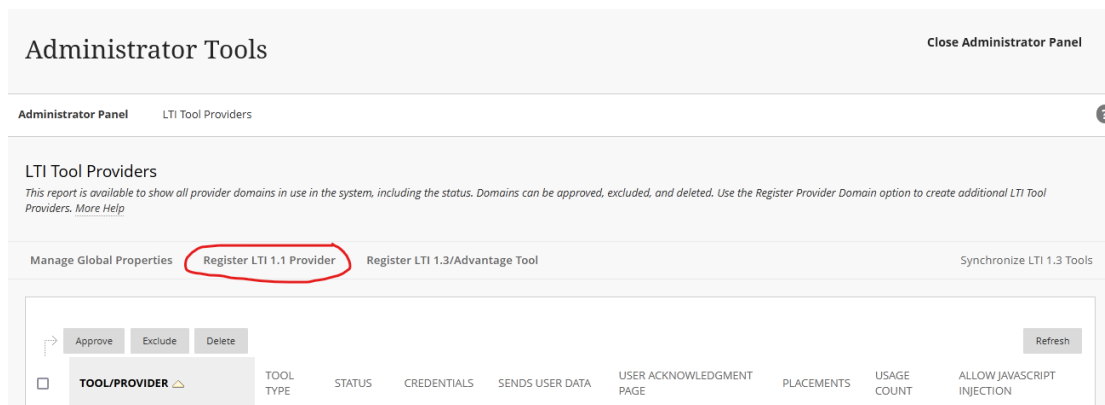 Administrator Tools
Close Administrator Panel
Administrator Panel
LTI Tool Providers
?
LTI Tool Providers
This report is available to show all provider domains in use in the system, including the status. Domains can be approved, excluded, and deleted. Use the Register Provider Domain option to create additional LTI Tool
Providers. More Help
Manage Global Properties
Register LTI 1.1 Provider
Register LTI 1.3/Advantage Tool
Synchronize LTI 1.3 Tools
Approve
Exclude
Delete
Refresh
TOOL/PROVIDER
TOOL
TYPE
STATUS
CREDENTIALS
SENDS USER DATA
USER ACKNOWLEDGMENT
PAGE
PLACEMENTS
USAGE
COUNT
ALLOW JAVASCRIPT
INJECTION